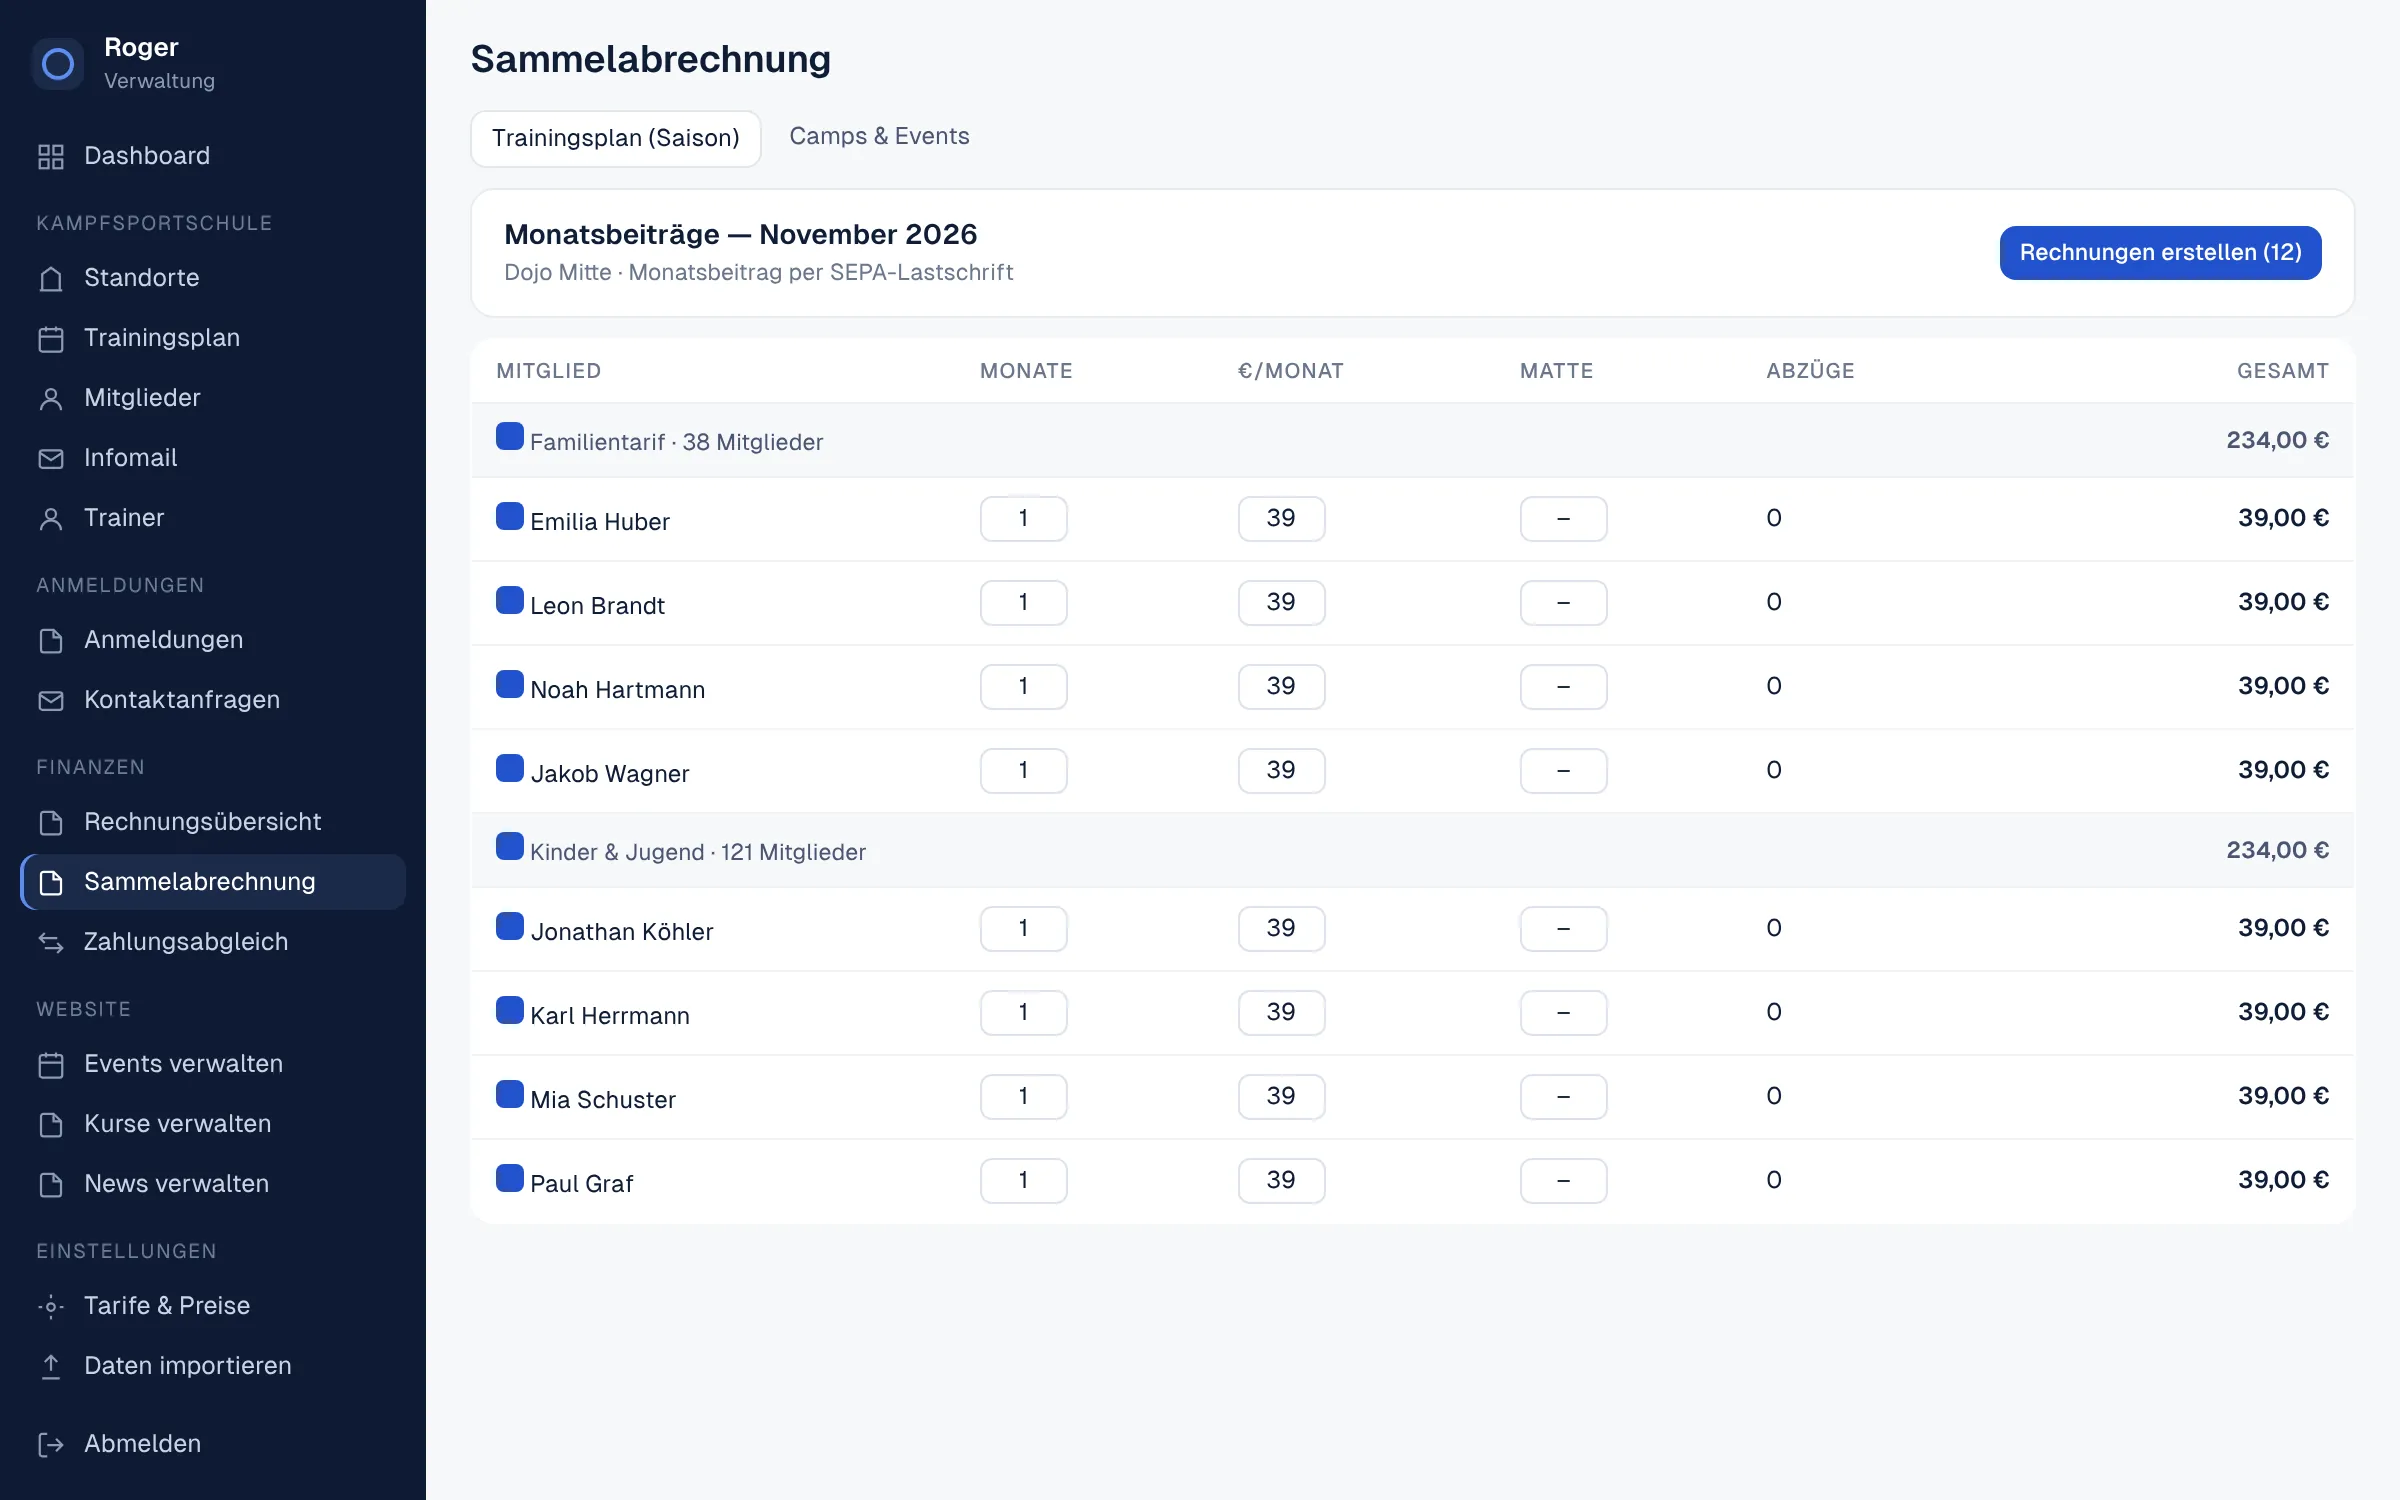 Roger
Verwaltung
Dashboard
KAMPFSPORTSCHULE
Standorte
Trainingsplan
Mitglieder
Infomail
Trainer
ANMELDUNGEN
Anmeldungen
Kontaktanfragen
FINANZEN
Rechnungsübersicht
Sammelabrechnung
Zahlungsabgleich
WEBSITE
Events verwalten
Kurse verwalten
News verwalten
EINSTELLUNGEN
Tarife & Preise
Daten importieren
Abmelden
Sammelabrechnung
Trainingsplan (Saison) Camps & Events
Monatsbeiträge — November 2026
Dojo Mitte · Monatsbeitrag per SEPA-Lastschrift
Rechnungen erstellen (12)
MITGLIED MONATE €/MONAT MATTE ABZÜGE GESAMT
Familientarif · 38 Mitglieder 234,00 €
Emilia Huber 1 39 – 0 39,00 €
Leon Brandt 1 39 – 0 39,00 €
Noah Hartmann 1 39 – 0 39,00 €
Jakob Wagner 1 39 – 0 39,00 €
Kinder & Jugend · 121 Mitglieder 234,00 €
Jonathan Köhler 1 39 – 0 39,00 €
Karl Herrmann 1 39 – 0 39,00 €
Mia Schuster 1 39 – 0 39,00 €
Paul Graf 1 39 – 0 39,00 €